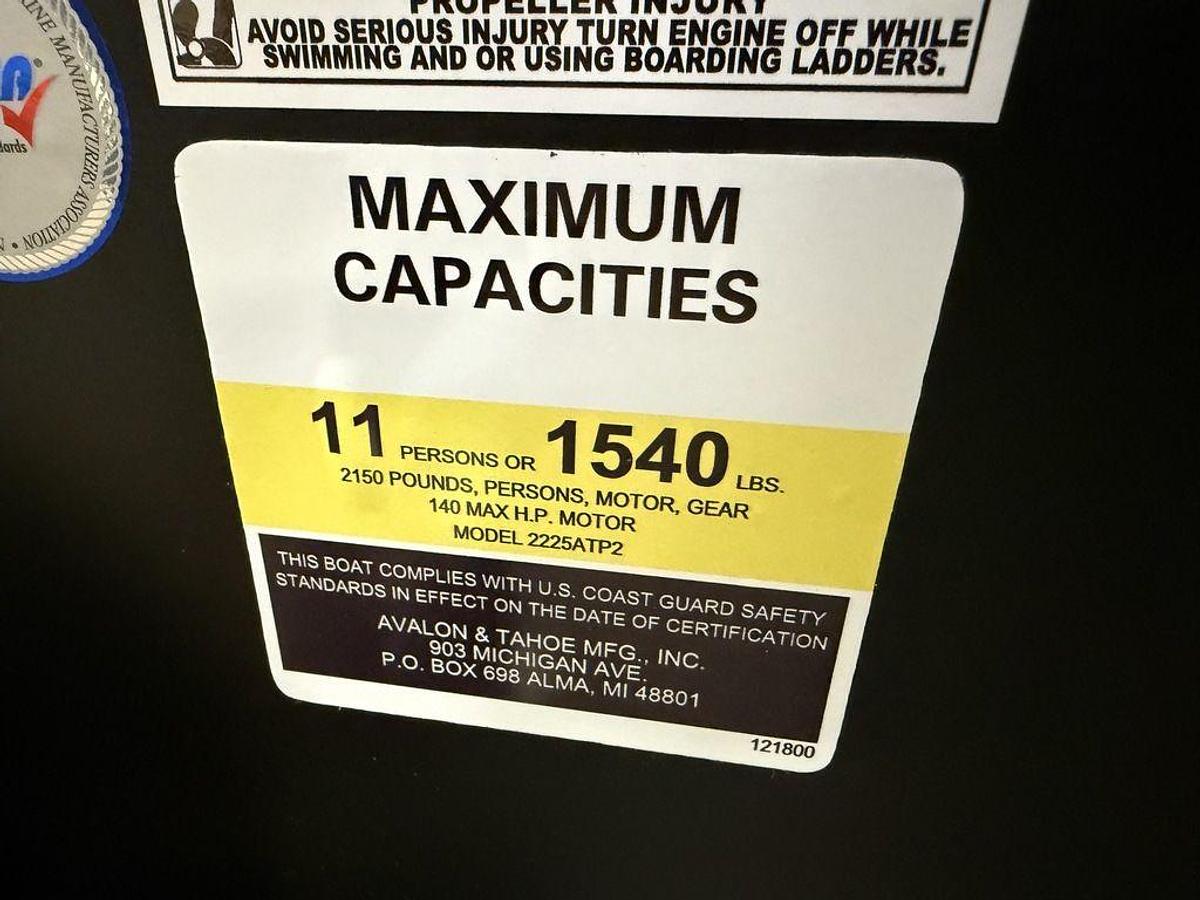 PROPELLER INJURY
AVOID SERIOUS INJURY TURN ENGINE OFF WHILE
SWIMMING AND OR USING BOARDING LADDERS.
MANUFACTURERS ASSOCIATION •
MAXIMUM
CAPACITIES
11 PERSONS OR 1540 LBS.
2150 POUNDS, PERSONS, MOTOR, GEAR
140 MAX H.P. MOTOR
MODEL 2225ATP2
THIS BOAT COMPLIES WITH U.S. COAST GUARD SAFETY
STANDARDS IN EFFECT ON THE DATE OF CERTIFICATION
AVALON & TAHOE MFG., INC.
903 MICHIGAN AVE.
P.O. BOX 698 ALMA, MI 48801
121800